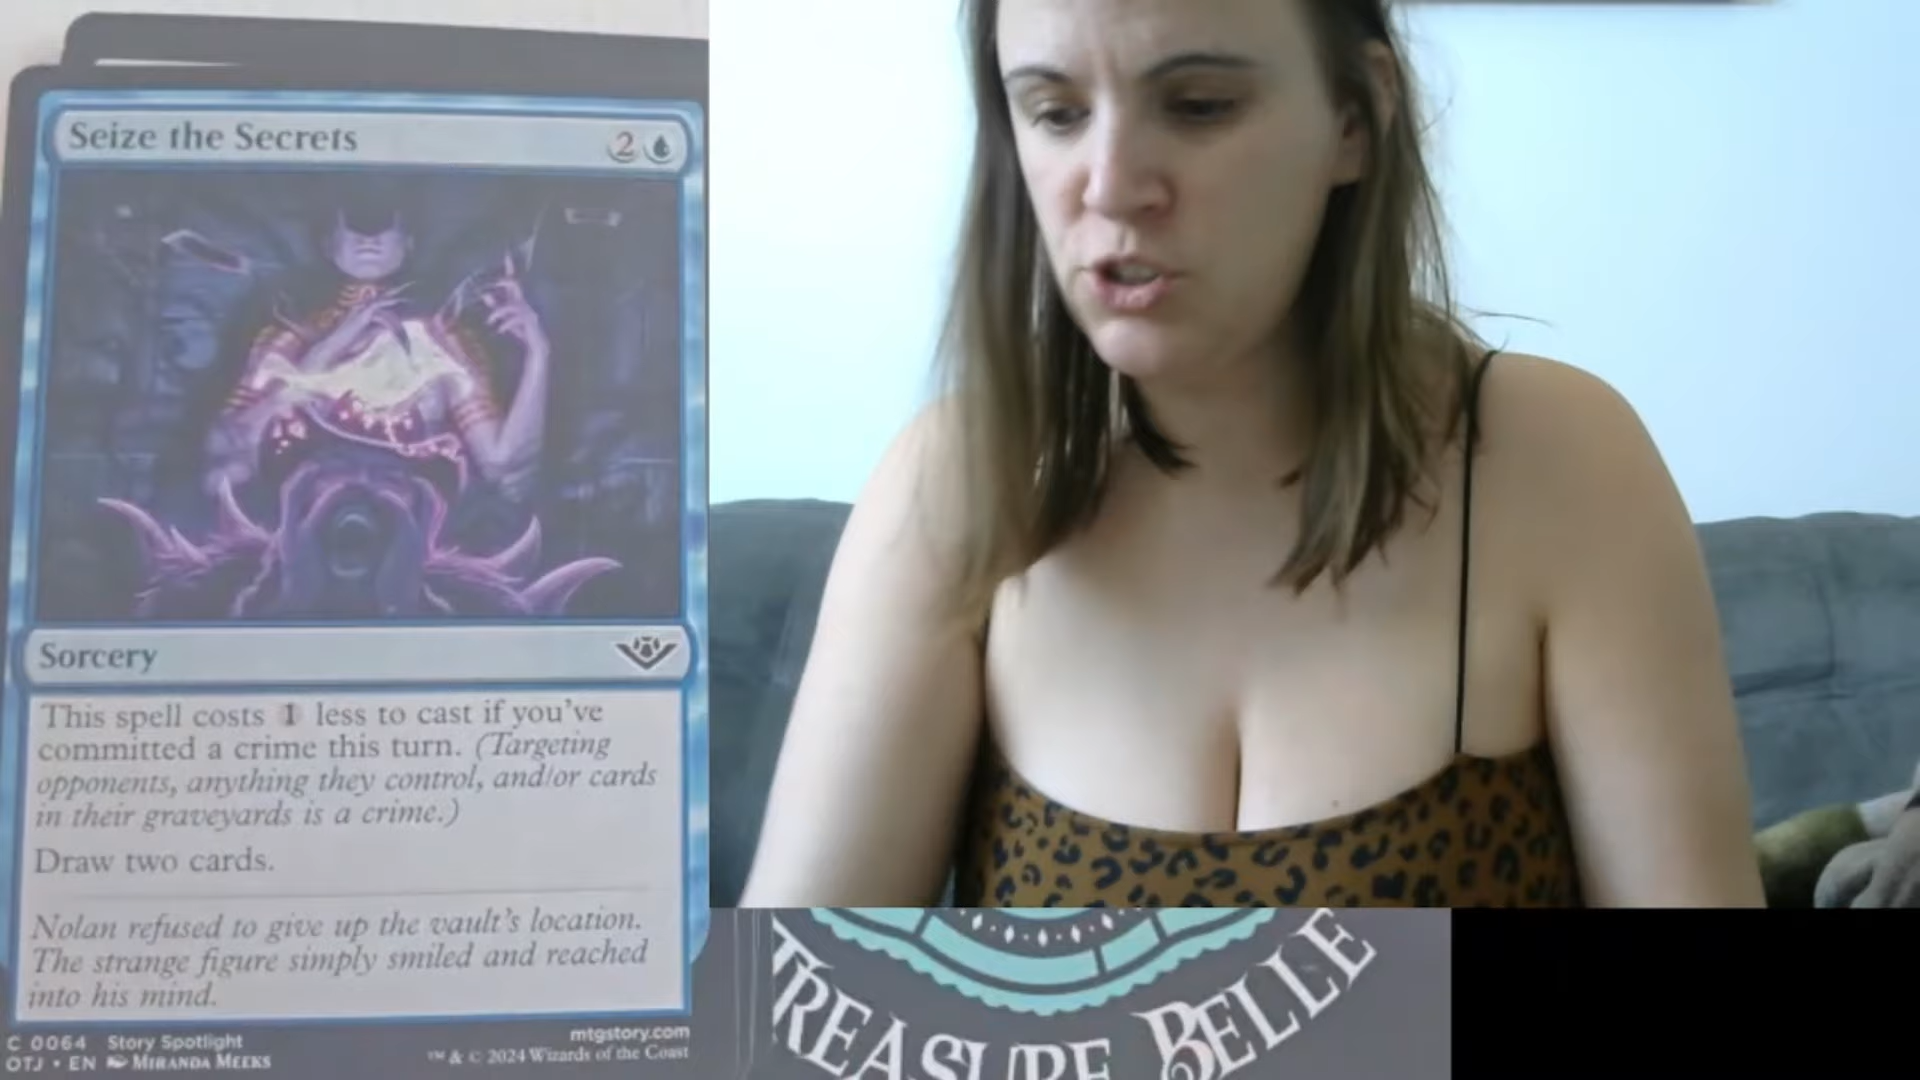 Seize the Secrets
2
Sorcery
This spell costs 1 less to cast if you've
committed a crime this turn. (Targeting
opponents, anything they control, and/or cards
in their graveyards is a crime.)
Draw two cards.
Nolan refused to give up the vault's location.
The strange figure simply smiled and reached
into his mind.
C 0064 Story Spotlight
OTJ • EN MIRANDA MEEKS
mtgstory.com
™ & © 2024 Wizards of the Coast
TREASURE BELLE